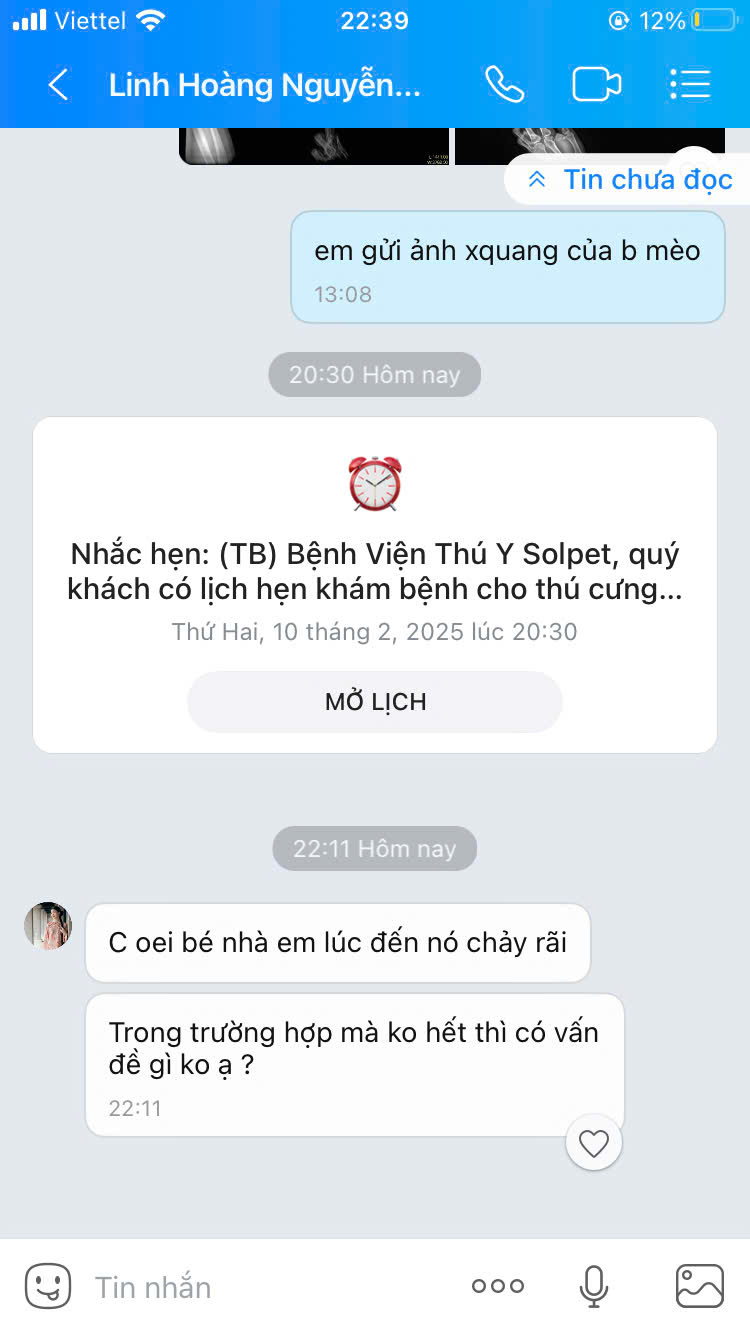 Viettel 22:39 12%
Linh Hoàng Nguyễn...
Tin chưa đọc
em gửi ảnh xquang của b mèo
13:08
20:30 Hôm nay
Nhắc hẹn: (TB) Bệnh Viện Thú Y Solpet, quý
khách có lịch hẹn khám bệnh cho thú cưng...
Thứ Hai, 10 tháng 2, 2025 lúc 20:30
MỞ LỊCH
22:11 Hôm nay
C oei bé nhà em lúc đến nó chảy rãi
Trong trường hợp mà ko hết thì có vấn
đề gì ko ạ ?
22:11
Tin nhắn